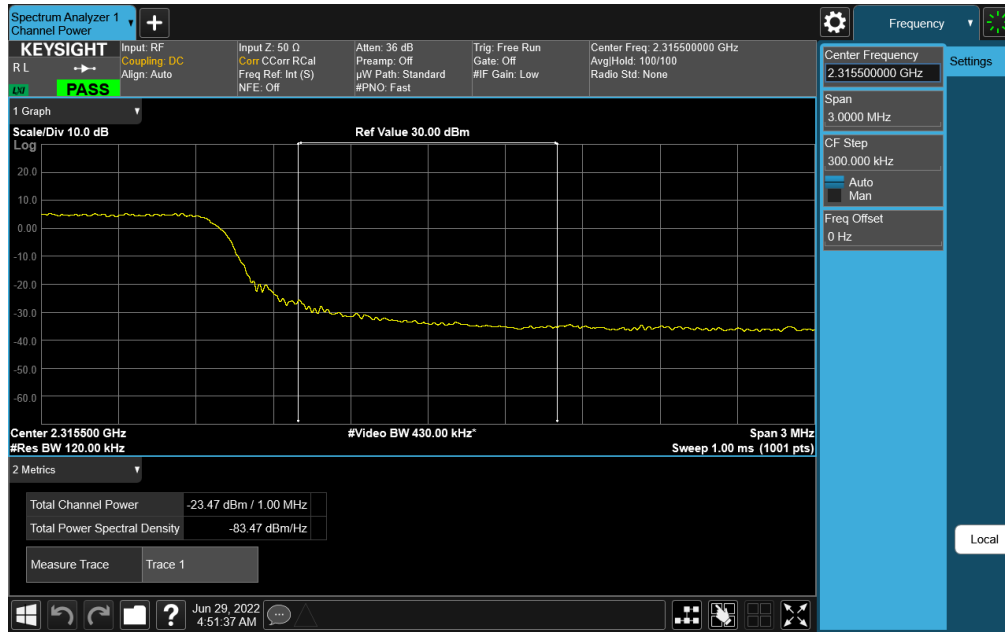 Spectrum Analyzer 1
Channel Power
Frequency
KEYSIGHT
R L
LXI
PASS
Input: RF
Coupling: DC
Align: Auto
Input Z: 50 Ω
Corr CCorr RCal
Freq Ref: Int (S)
NFE: Off
Atten: 36 dB
Preamp: Off
µW Path: Standard
#PNO: Fast
Trig: Free Run
Gate: Off
#IF Gain: Low
Center Freq: 2.315500000 GHz
Avg|Hold: 100/100
Radio Std: None
Center Frequency
2.315500000 GHz
Settings
Span
3.0000 MHz
CF Step
300.000 kHz
Auto
Man
Freq Offset
0 Hz
Local
1 Graph
Scale/Div 10.0 dB
Ref Value 30.00 dBm
Log
20.0
10.0
0.00
-10.0
-20.0
-30.0
-40.0
-50.0
-60.0
Center 2.315500 GHz
#Video BW 430.00 kHz*
Span 3 MHz
#Res BW 120.00 kHz
Sweep 1.00 ms (1001 pts)
2 Metrics
Total Channel Power -23.47 dBm / 1.00 MHz
Total Power Spectral Density -83.47 dBm/Hz
Measure Trace Trace 1
?
Jun 29, 2022
4:51:37 AM